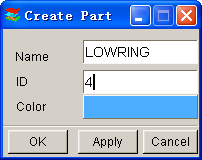 Create Part
Name LOWRING
ID 4
Color
OK Apply Cancel